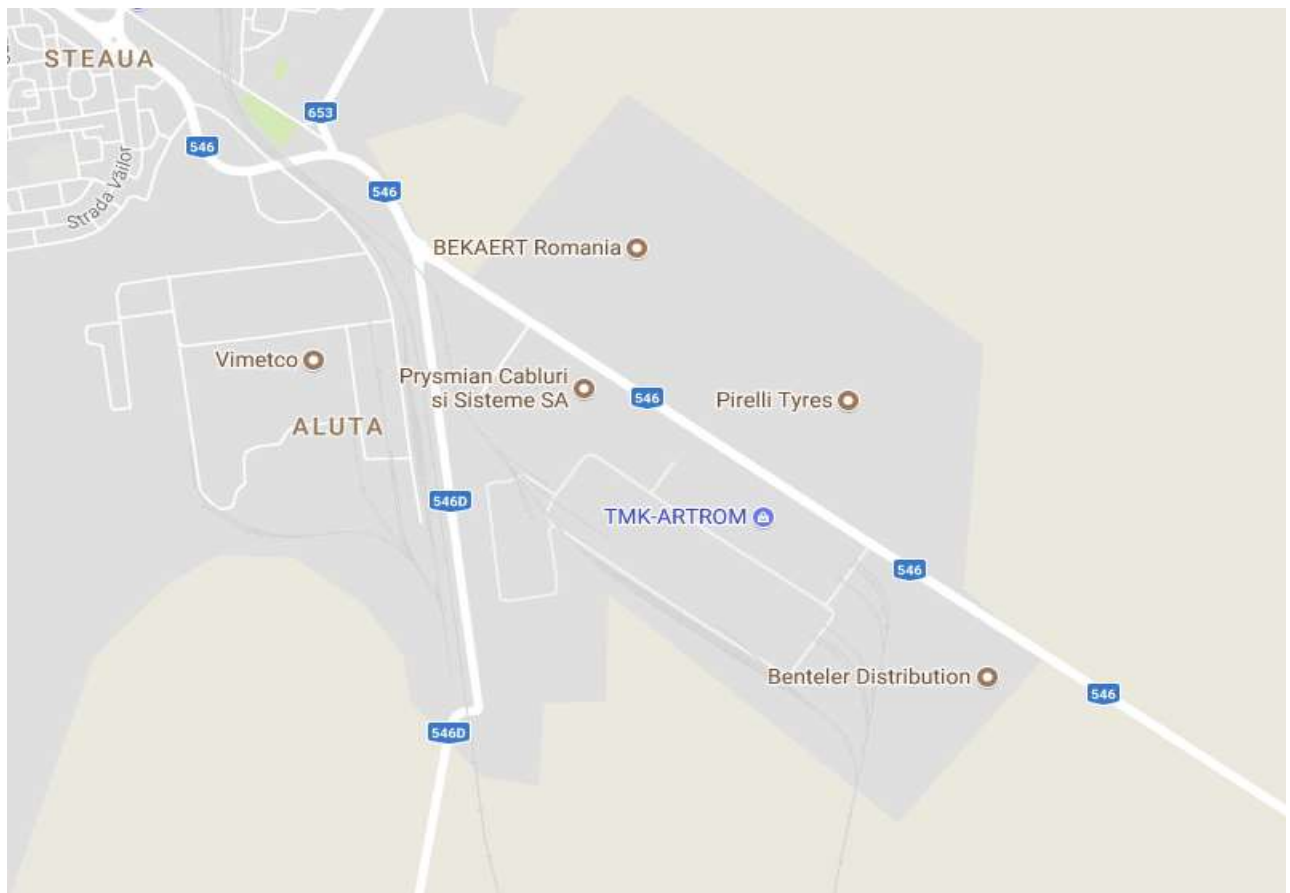 STEAUA
653
546
Strada Văilor
546
BEKAERT Romania
Vimetco
Prysmian Cabluri
si Sisteme SA
546
Pirelli Tyres
ALUTA
546D
TMK-ARTROM
546
Benteler Distribution
546
546D